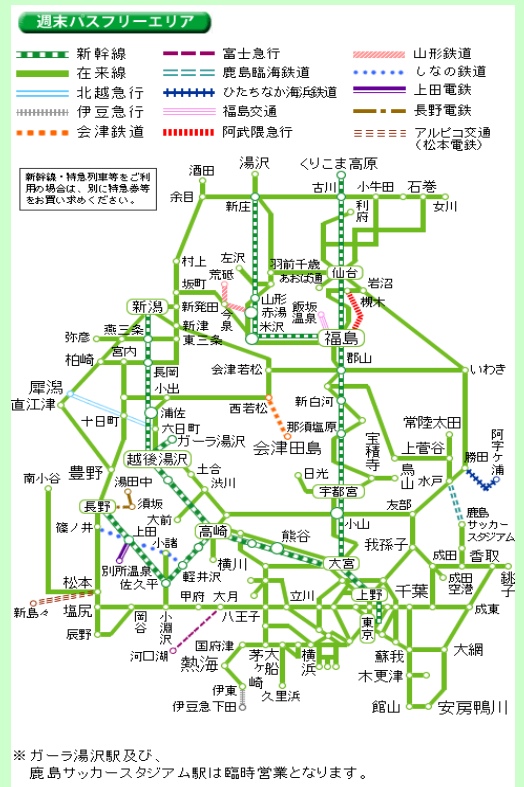 週末パスフリーエリア
新幹線
在来線
北越急行
伊豆急行
会津鉄道
富士急行
鹿島臨海鉄道
ひたちなか海浜鉄道
福島交通
阿武隈急行
山形鉄道
しなの鉄道
上田電鉄
長野電鉄
アルピコ交通
(松本電鉄)
新幹線・特急列車等をご利
用の場合は、別に特急券等
をお買い求めください。
酒田
湯沢
くりこま高原
余目
新庄
古川
小牛田
石巻
利府
女川
村上
左沢
羽前千歳
仙台
荒砥
あおば通
岩沼
坂町
槻木
新潟
新発田
今泉
山形
赤湯
米沢
飯坂温泉
福島
新津
東三条
燕三条
弥彦
宮内
柏崎
長岡
郡山
会津若松
いわき
犀潟
直江津
小出
西若松
新白河
十日町
浦佐
六日町
会津田島
那須塩原
常陸太田
ガーラ湯沢
宝積寺
上菅谷
勝田
阿字ヶ浦
豊野
越後湯沢
土合
渋川
日光
烏山
水戸
南小谷
湯田中
長野
須坂
大前
宇都宮
友部
鹿島サッカースタジアム
篠ノ井
上田
小諸
高崎
熊谷
小山
我孫子
別所温泉
佐久平
軽井沢
横川
大宮
成田
香取
成田空港
銚子
松本
新島々
塩尻
甲府
大月
立川
上野
千葉
成東
辰野
岡谷
小淵沢
八王子
東京
国府津
河口湖
熱海
茅ヶ崎
大船
横浜
蘇我
大網
木更津
伊東
伊豆急下田
久里浜
館山
安房鴨川
※ ガーラ湯沢駅及び、
鹿島サッカースタジアム駅は臨時営業となります。